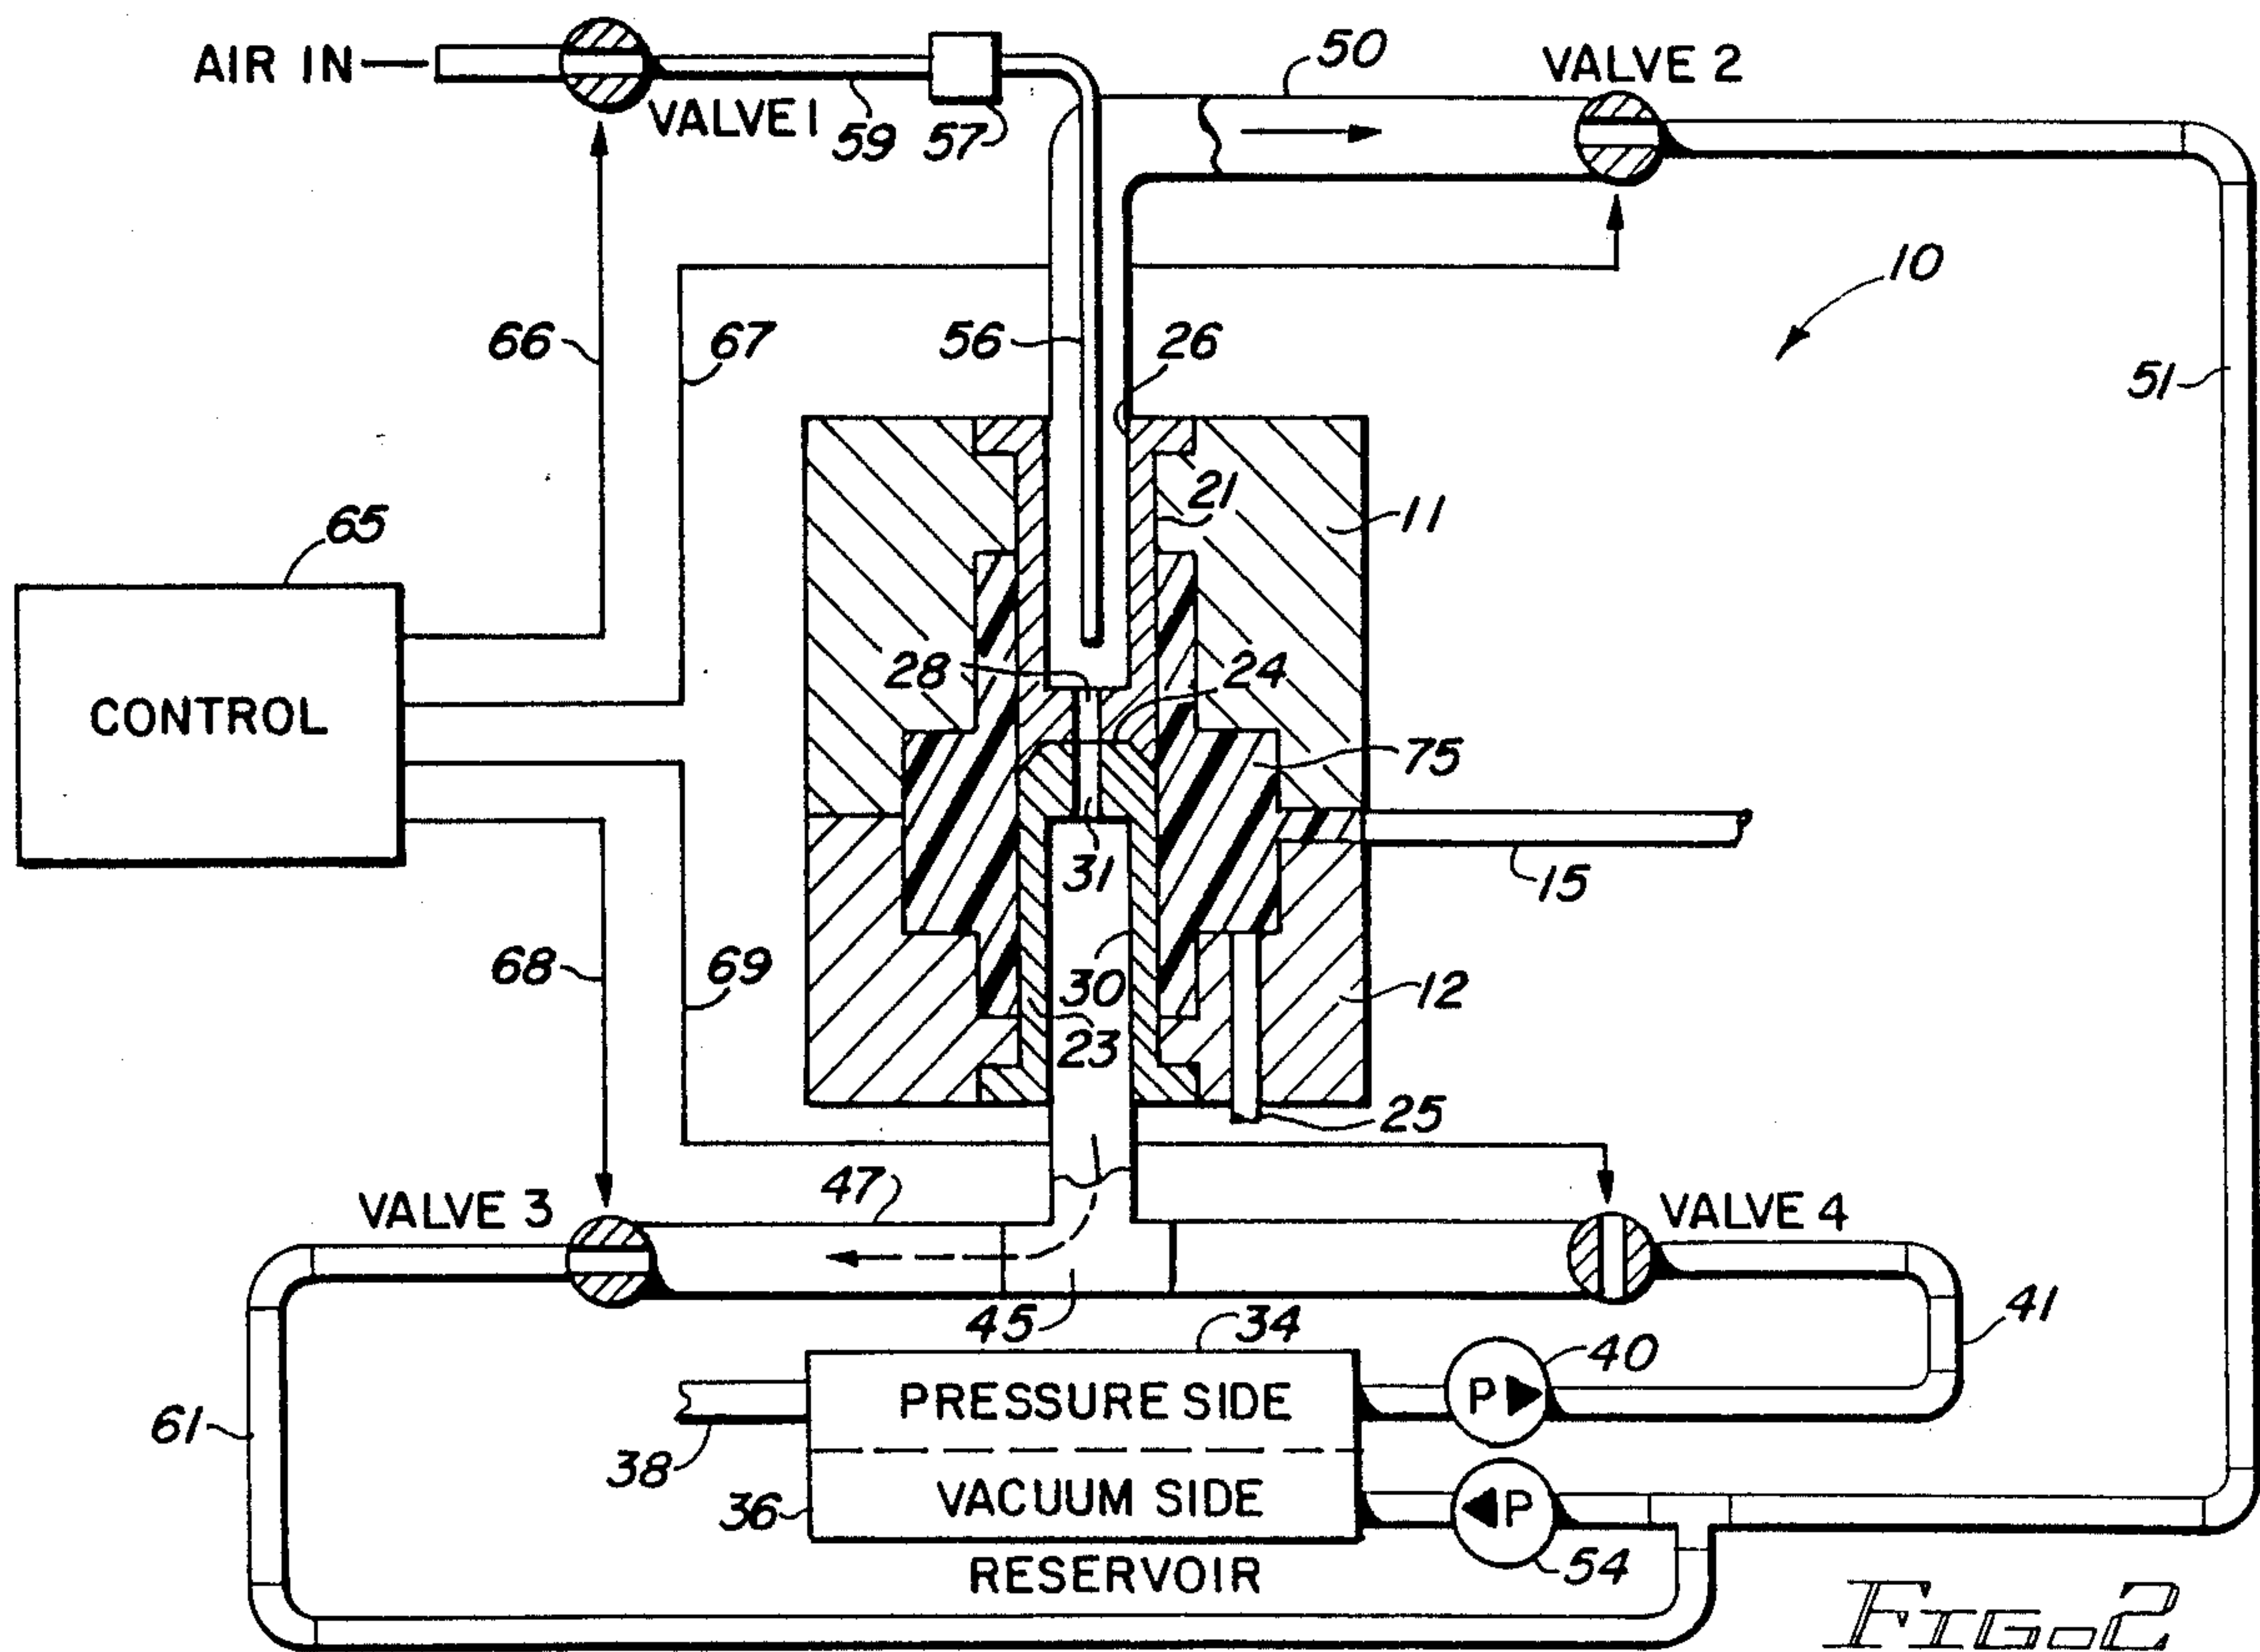 AIR IN
VALVE 1
59
57
50
VALVE 2
10
66
67
56
26
51
21
11
65
28
24
CONTROL
75
31
15
68
69
30
12
23
25
VALVE 3
47
VALVE 4
45
34
40
41
61
38
PRESSURE SIDE
P
36
VACUUM SIDE
P
54
RESERVOIR
FIG-2